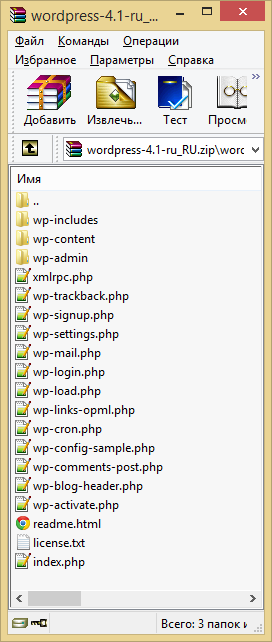 wordpress-4.1-ru_...
Файл Команды Операции
Избранное Параметры Справка
Добавить Извлечь... Тест Просмо
wordpress-4.1-ru_RU.zip\word
Имя
..
wp-includes
wp-content
wp-admin
xmlrpc.php
wp-trackback.php
wp-signup.php
wp-settings.php
wp-mail.php
wp-login.php
wp-load.php
wp-links-opml.php
wp-cron.php
wp-config-sample.php
wp-comments-post.php
wp-blog-header.php
wp-activate.php
readme.html
license.txt
index.php
Всего: 3 папок и